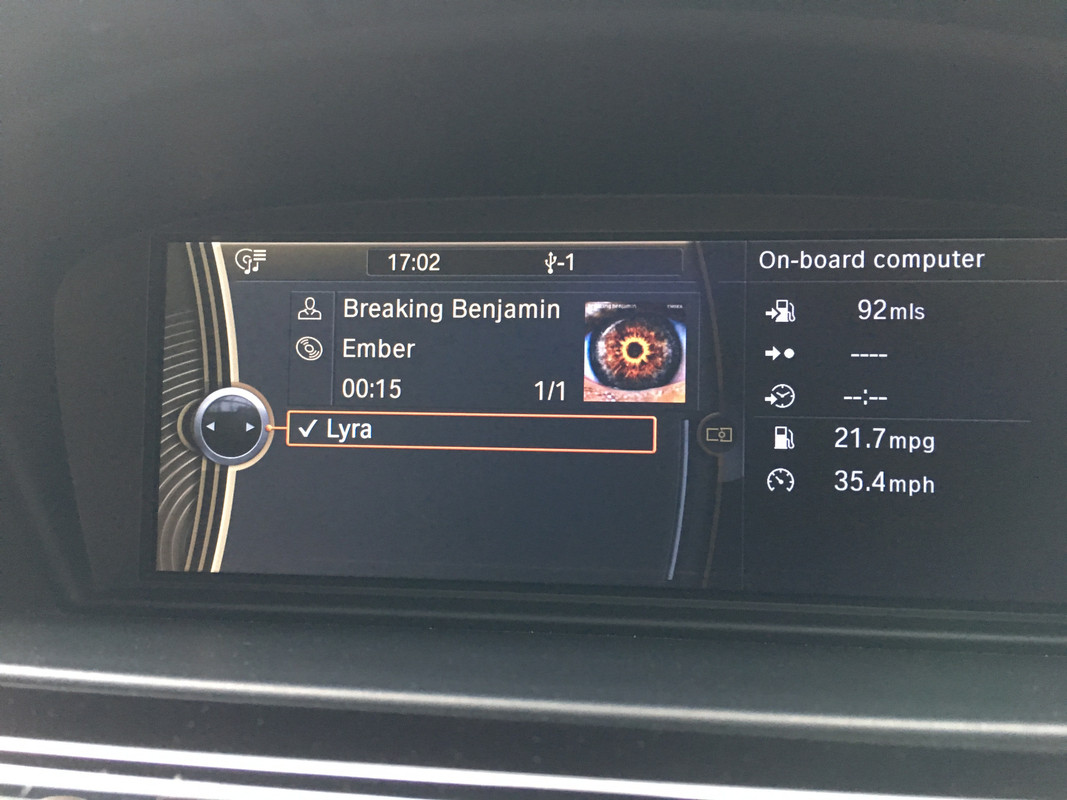 17:02 -1
Breaking Benjamin
Ember
00:15 1/1
✓ Lyra
On-board computer
92mls
----
--:--
21.7mpg
35.4mph